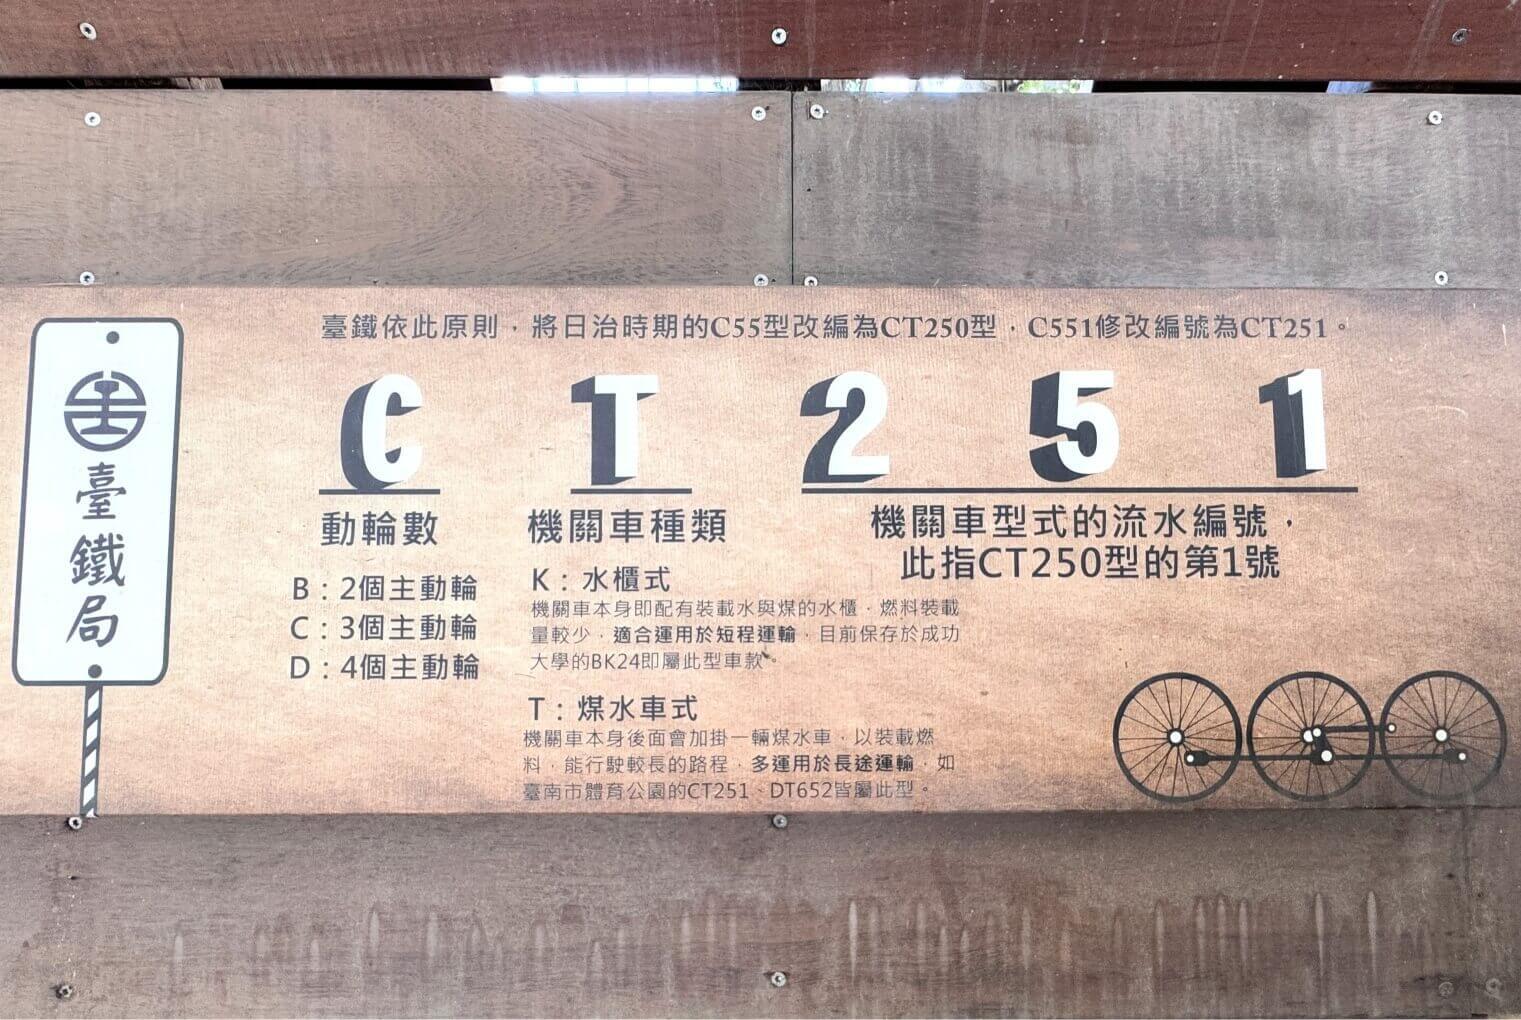 臺鐵局
臺鐵依此原則，將日治時期的C55型改編為CT250型，C551修改編號為CT251。
C T 2 5 1
動輪數
B：2個主動輪
C：3個主動輪
D：4個主動輪
機關車種類
K：水櫃式
機關車本身即配有裝載水與煤的水櫃，燃料裝載
量較少，適合運用於短程運輸，目前保存於成功
大學的BK24即屬此型車款。
T：煤水車式
機關車本身後面會加掛一輛煤水車，以裝載燃
料，能行駛較長的路程，多運用於長途運輸，如
臺南市體育公園的CT251、DT652皆屬此型。
機關車型式的流水編號，
此指CT250型的第1號